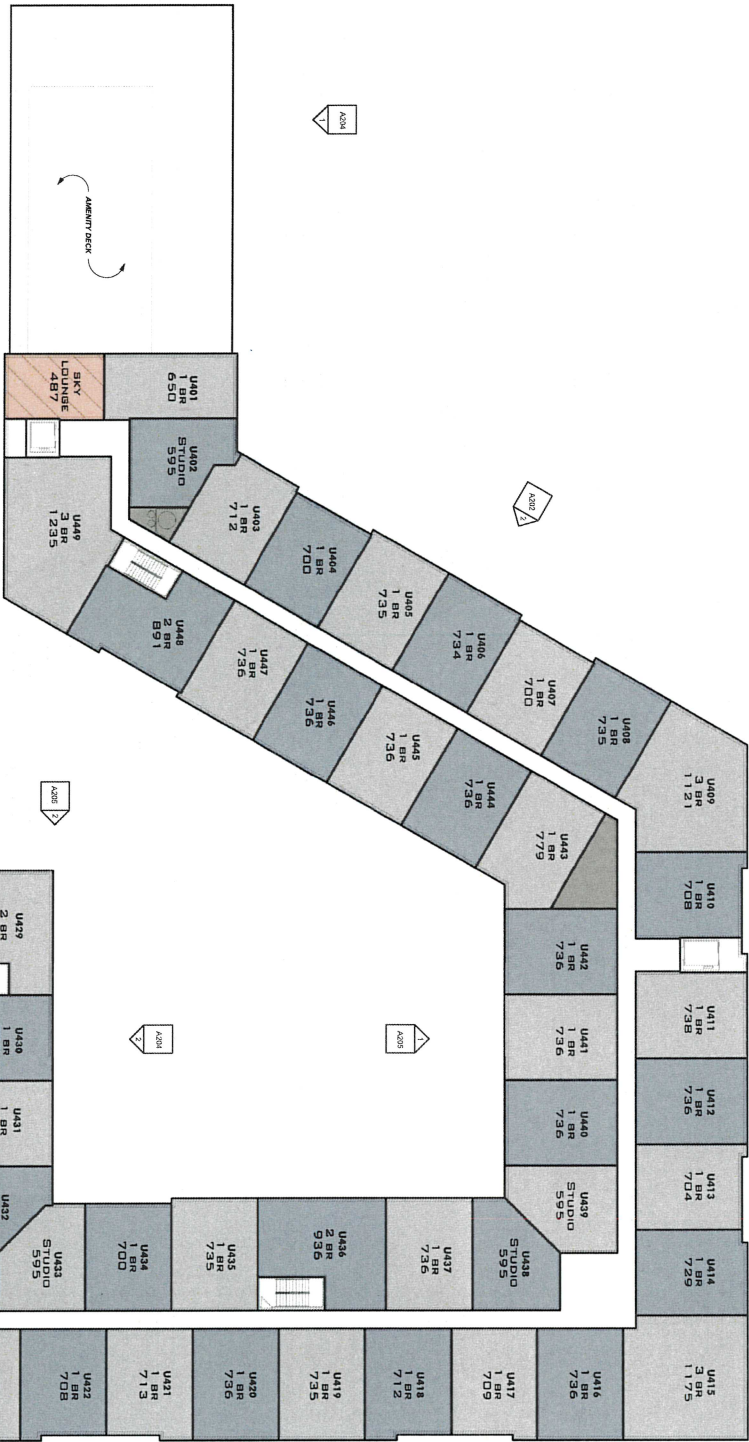 A204
1
AMENITY DECK
SKY
LOUNGE
487
U401
1 BR
650
U402
STUDIO
595
U403
1 BR
712
U404
1 BR
700
U405
1 BR
735
U406
1 BR
734
U407
1 BR
700
U408
1 BR
735
U409
3 BR
1121
U410
1 BR
708
U411
1 BR
738
U412
1 BR
736
U413
1 BR
704
U414
1 BR
729
U415
3 BR
1175
U416
1 BR
736
U417
1 BR
709
U418
1 BR
712
U419
1 BR
735
U420
1 BR
736
U421
1 BR
713
U422
1 BR
708
U429
2 BR
U430
1 BR
U431
1 BR
U432
U433
STUDIO
595
U434
1 BR
700
U435
1 BR
735
U436
2 BR
936
U437
1 BR
736
U438
STUDIO
595
U439
STUDIO
595
U440
1 BR
736
U441
1 BR
736
U442
1 BR
736
U443
1 BR
779
U444
1 BR
736
U445
1 BR
736
U446
1 BR
736
U447
1 BR
736
U448
2 BR
891
U449
3 BR
1235
A202
2
A205
2
A204
2
A205
1